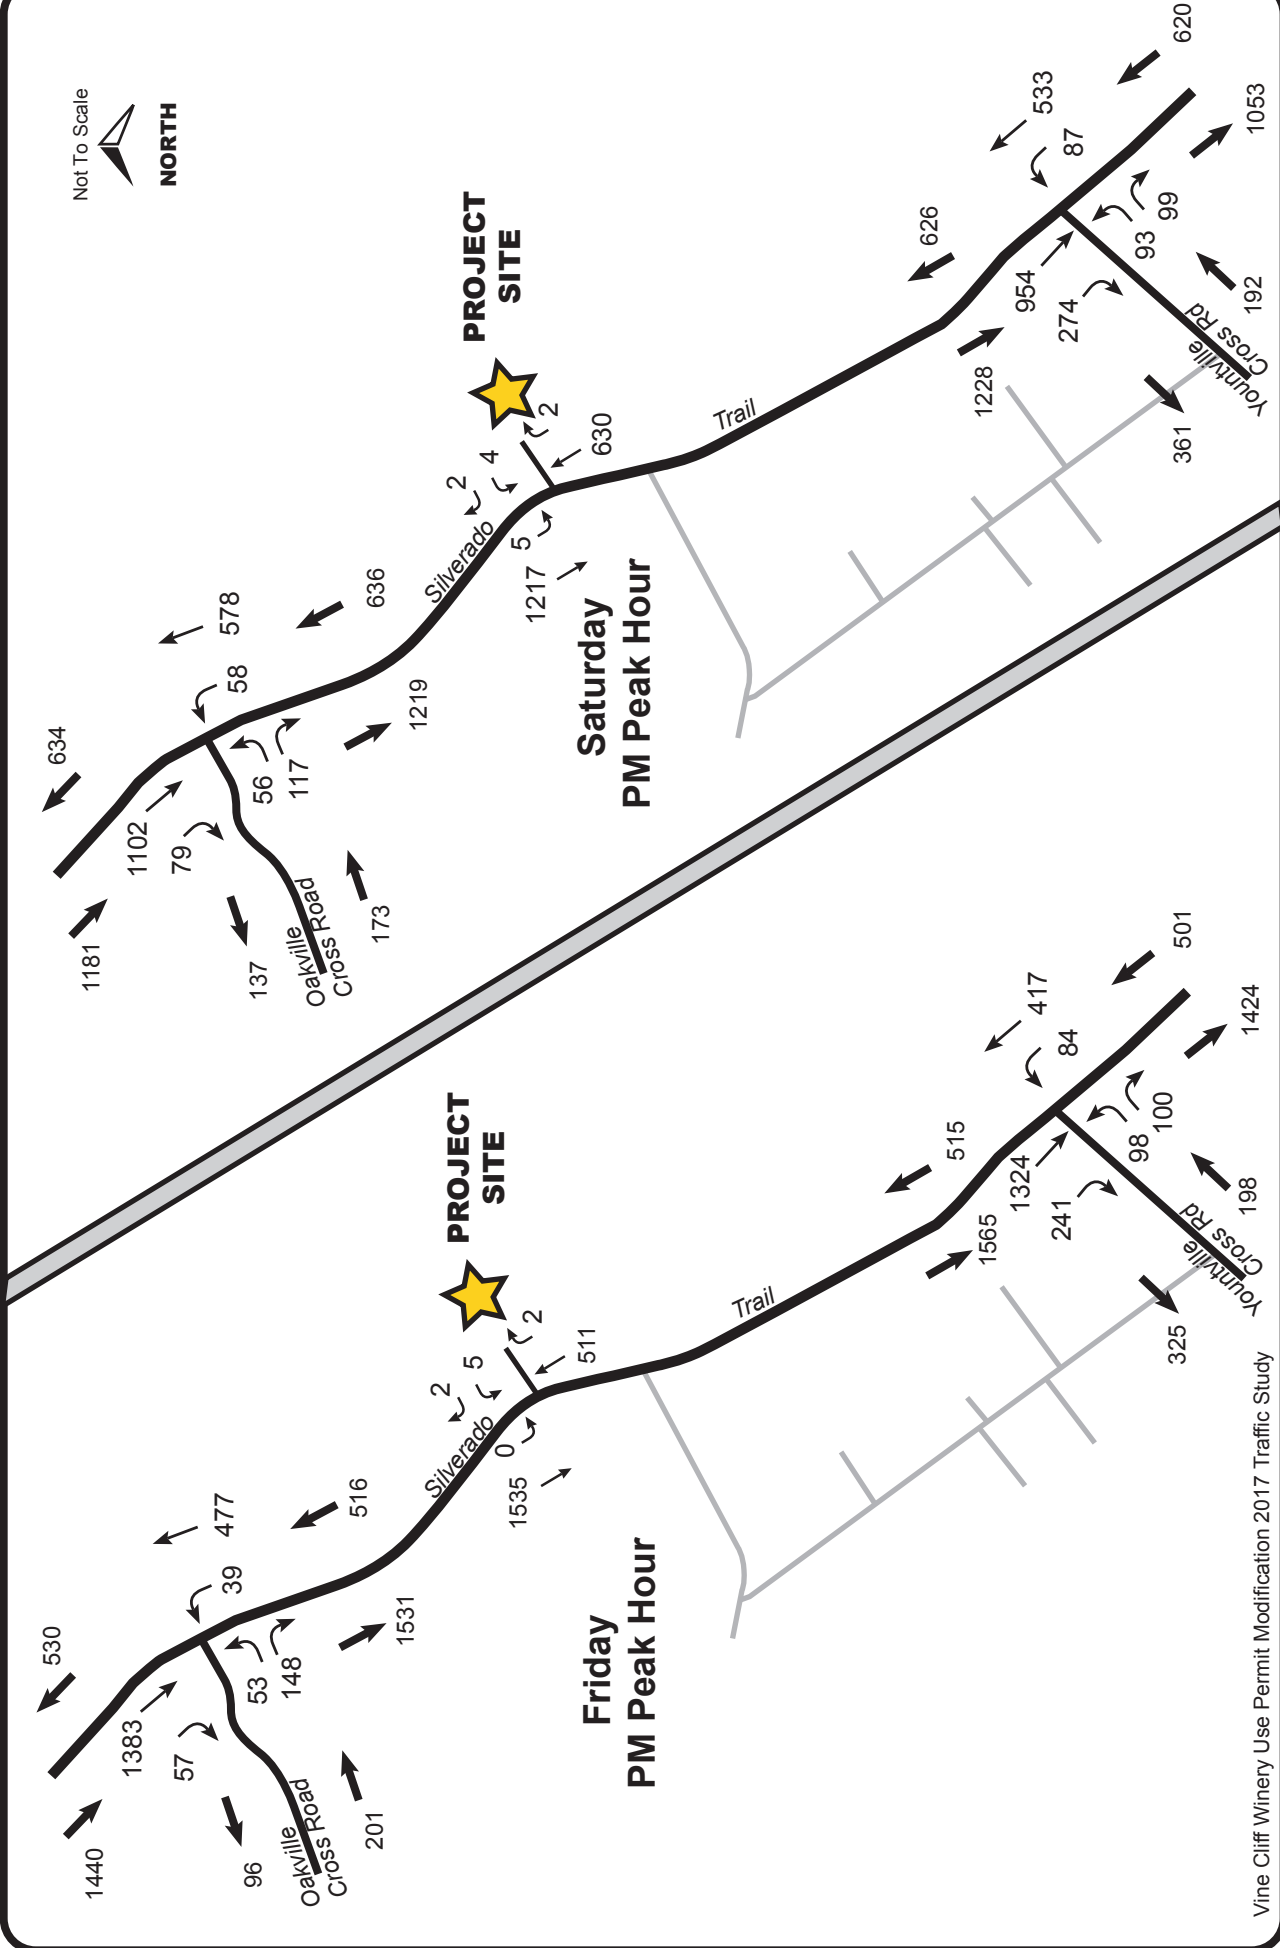 Not To Scale
NORTH
620
533
1053
87
99
93
192
626
954
274
1228
361
PROJECT
SITE
2
4
2
630
5
1217
Silverado
Trail
Yountville
Cross Rd
636
578
58
634
1219
117
56
1102
79
1181
137
173
Oakville
Cross Road
Saturday
PM Peak Hour
501
417
1424
84
100
98
198
515
1324
241
1565
325
PROJECT
SITE
2
5
2
511
0
1535
Silverado
Trail
Yountville
Cross Rd
516
477
39
530
1531
148
53
1383
57
1440
96
201
Oakville
Cross Road
Friday
PM Peak Hour
Vine Cliff Winery Use Permit Modification 2017 Traffic Study